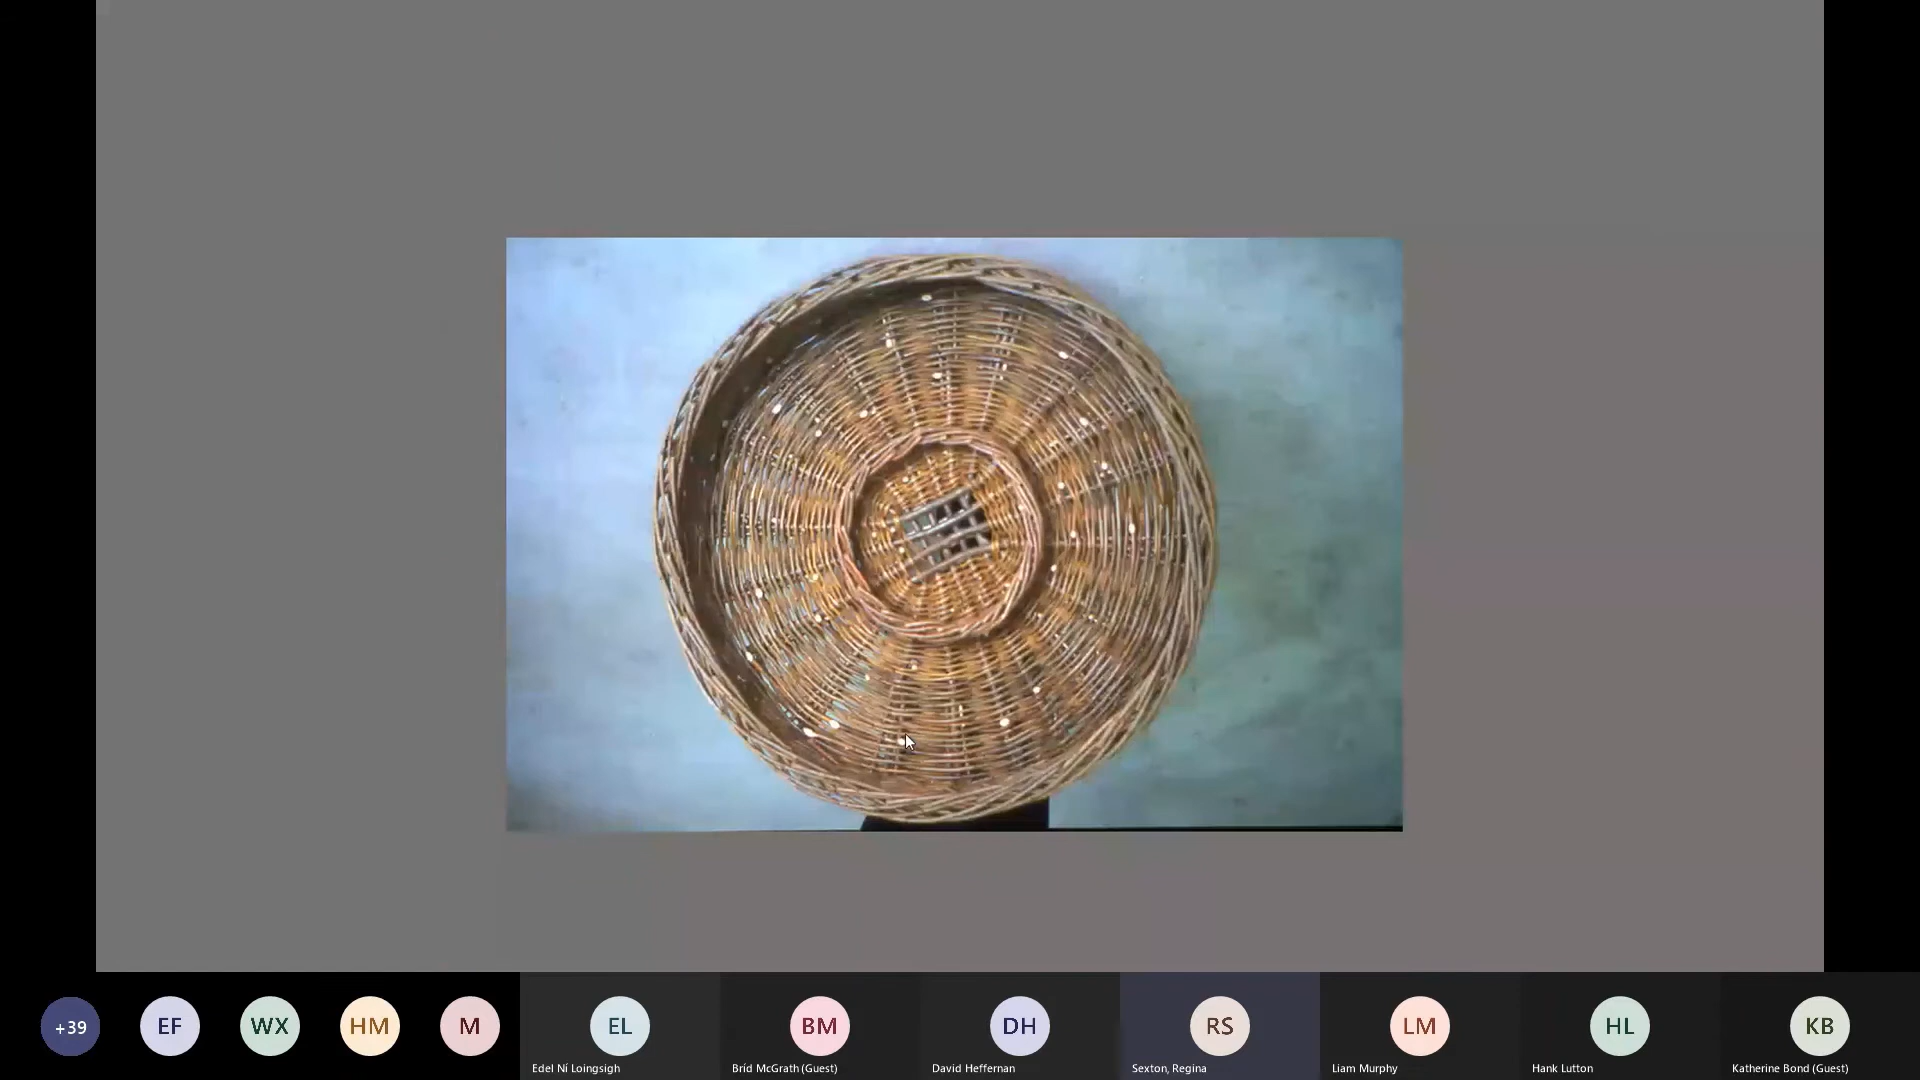 +39
EF
WX
HM
M
EL
BM
DH
RS
LM
HL
KB
Edel Ní Loingsigh
Bríd McGrath (Guest)
David Heffernan
Sexton, Regina
Liam Murphy
Hank Lutton
Katherine Bond (Guest)